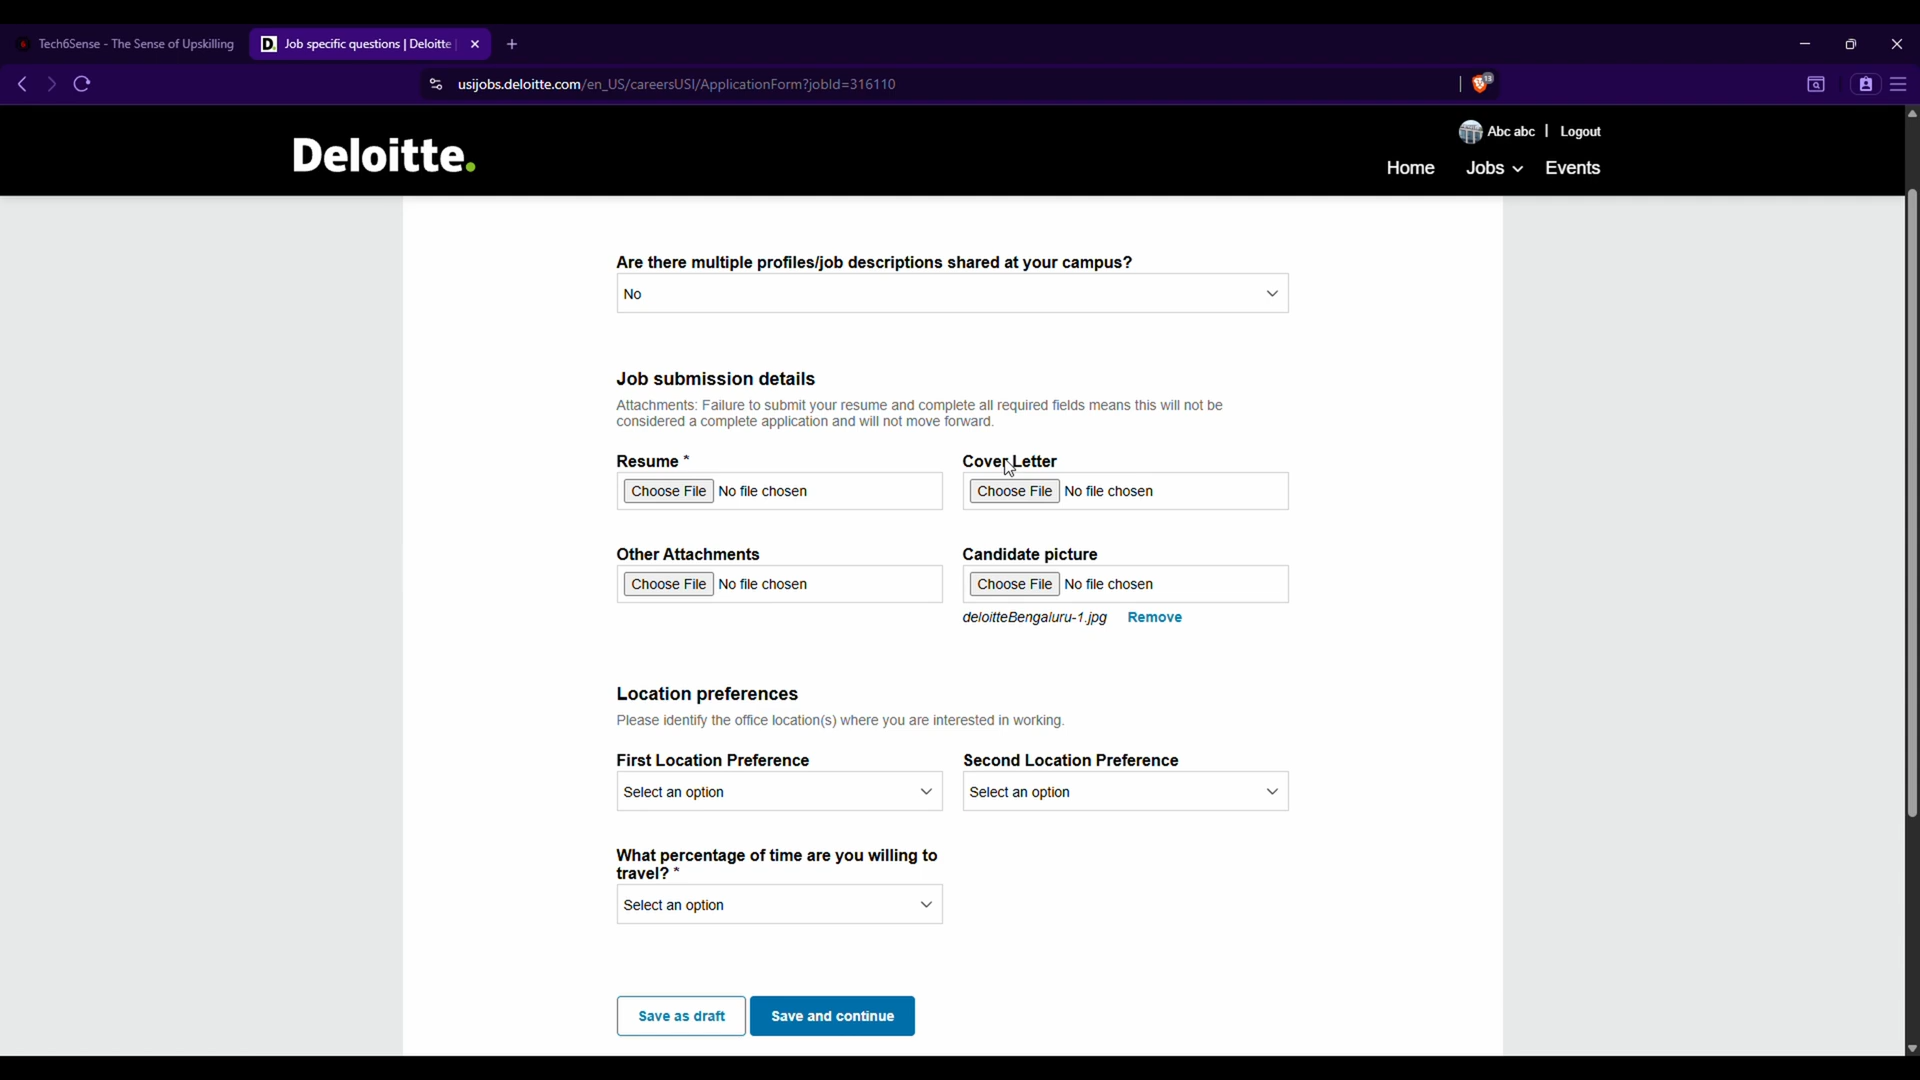 Tech6Sense - The Sense of Upskilling
Job specific questions | Deloitte
usijobs.deloitte.com/en_US/careersUSI/ApplicationForm?jobId=316110
13
Deloitte.
Abc abc | Logout
Home Jobs Events
Are there multiple profiles/job descriptions shared at your campus?
No
Job submission details
Attachments: Failure to submit your resume and complete all required fields means this will not be
considered a complete application and will not move forward.
Resume * Cover Letter
Choose File No file chosen Choose File No file chosen
Other Attachments Candidate picture
Choose File No file chosen Choose File No file chosen
deloitteBengaluru-1.jpg Remove
Location preferences
Please identify the office location(s) where you are interested in working.
First Location Preference Second Location Preference
Select an option Select an option
What percentage of time are you willing to
travel? *
Select an option
Save as draft Save and continue